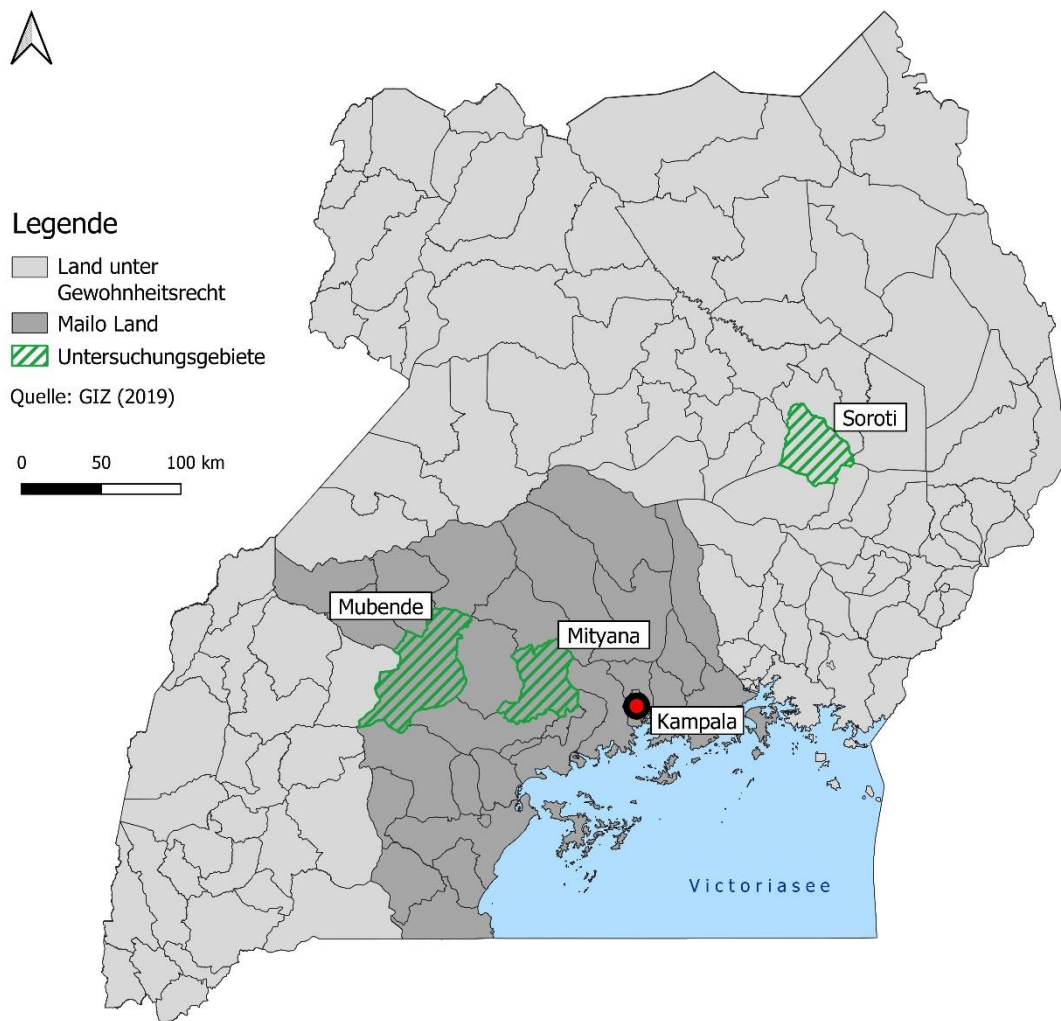 Legende
Land unter
Gewohnheitsrecht
Mailo Land
Untersuchungsgebiete
Quelle: GIZ (2019)
0 50 100 km
Soroti
Mubende
Mityana
Kampala
Victoriasee